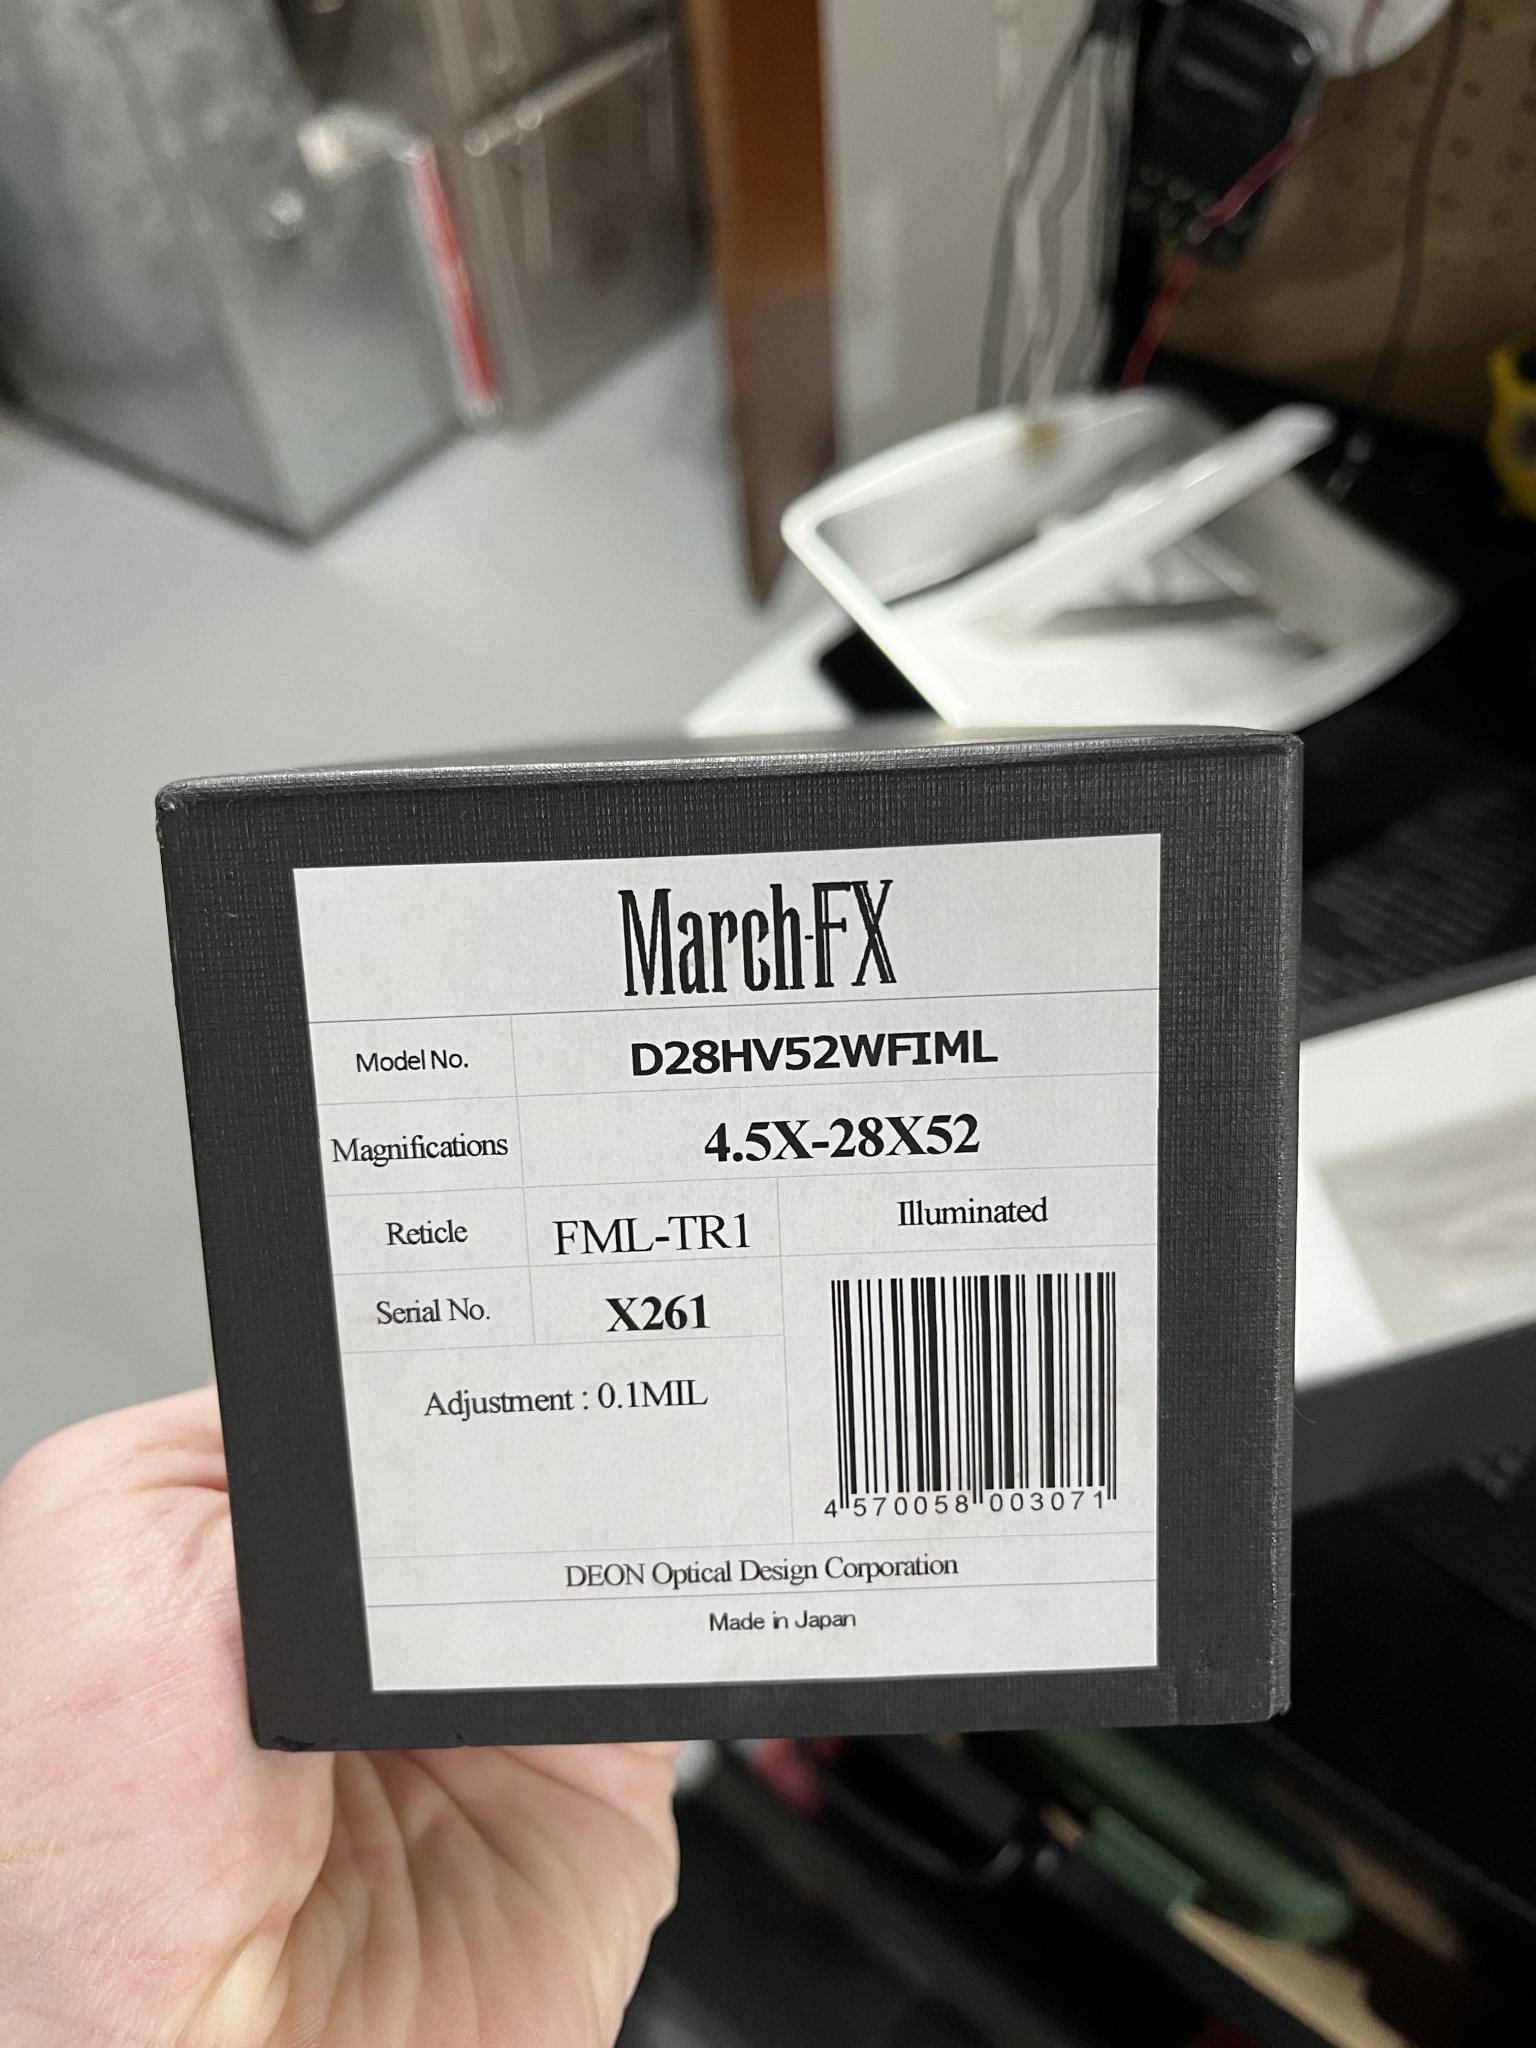 March-FX
Model No. D28HV52WFIML
Magnifications 4.5X-28X52
Reticle FML-TR1 Illuminated
Serial No. X261
Adjustment : 0.1MIL
4 570058 003071
DEON Optical Design Corporation
Made in Japan